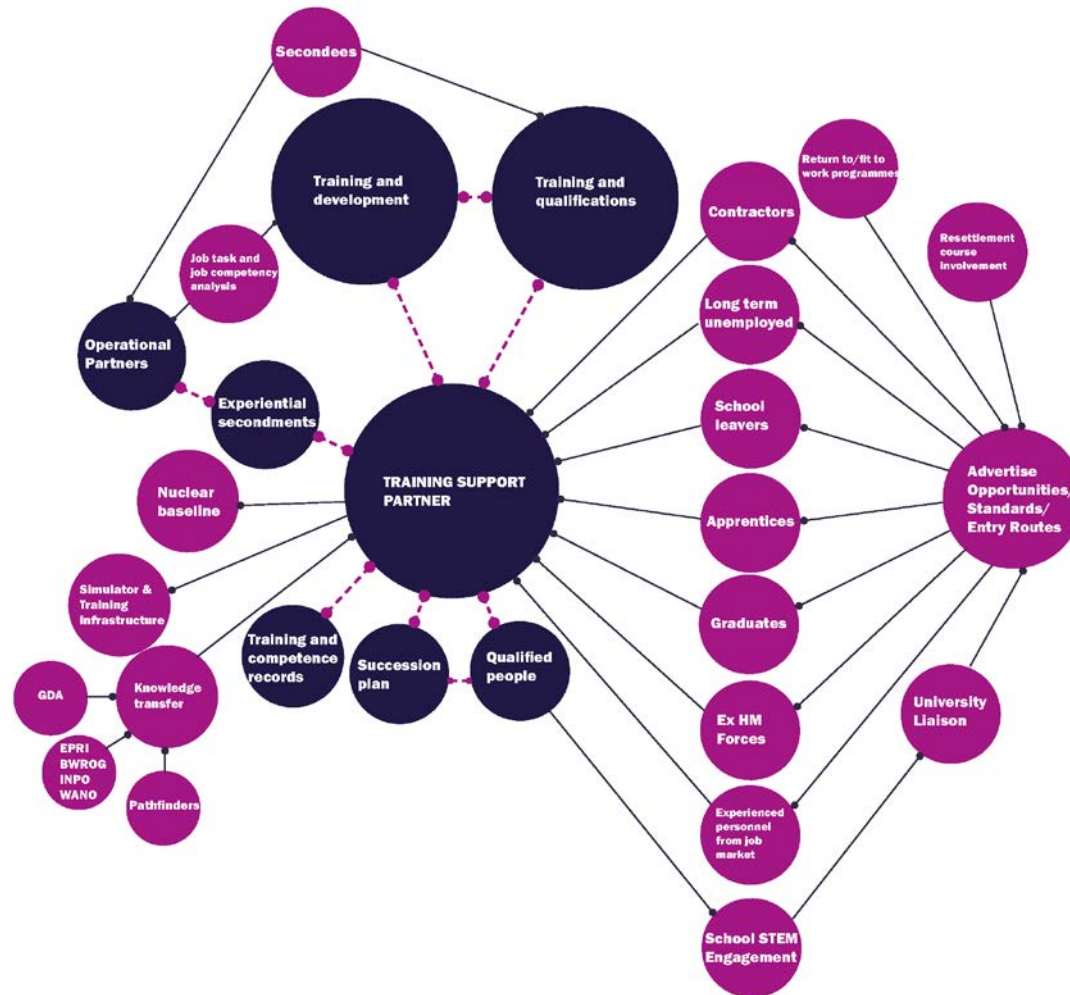 Secondees
Training and
development
Training and
qualifications
Return to/fit to
work programmes
Contractors
Resettlement
course
involvement
Job task and
job competency
analysis
Long term
unemployed
Operational
Partners
Experiential
secondments
School
leavers
TRAINING SUPPORT
PARTNER
Advertise
Opportunities/
Standards/
Entry Routes
Nuclear
baseline
Apprentices
Simulator &
Training
Infrastructure
Graduates
Training and
competence
records
Succession
plan
Qualified
people
GDA
Knowledge
transfer
University
Liaison
Ex HM
Forces
EPRI
BWROG
INPO
WANO
Pathfinders
Experienced
personnel
from job
market
School STEM
Engagement